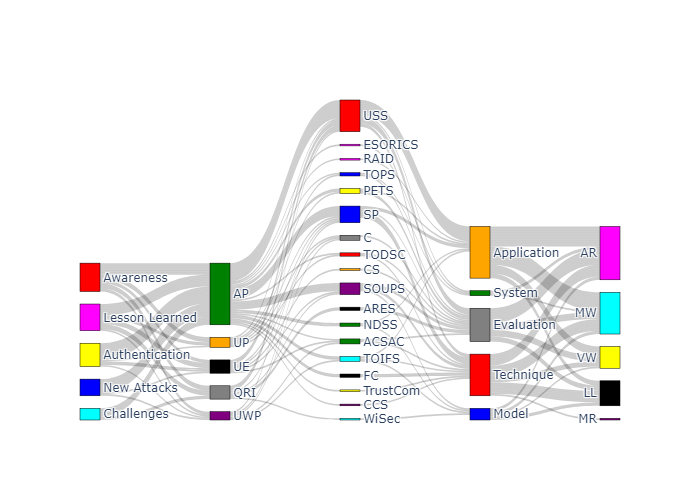 Awareness
Lesson Learned
Authentication
New Attacks
Challenges
AP
UP
UE
QRI
UWP
USS
ESORICS
RAID
TOPS
PETS
SP
C
TODSC
CS
SOUPS
ARES
NDSS
ACSAC
TOIFS
FC
TrustCom
CCS
WiSec
Application
System
Evaluation
Technique
Model
AR
MW
VW
LL
MR